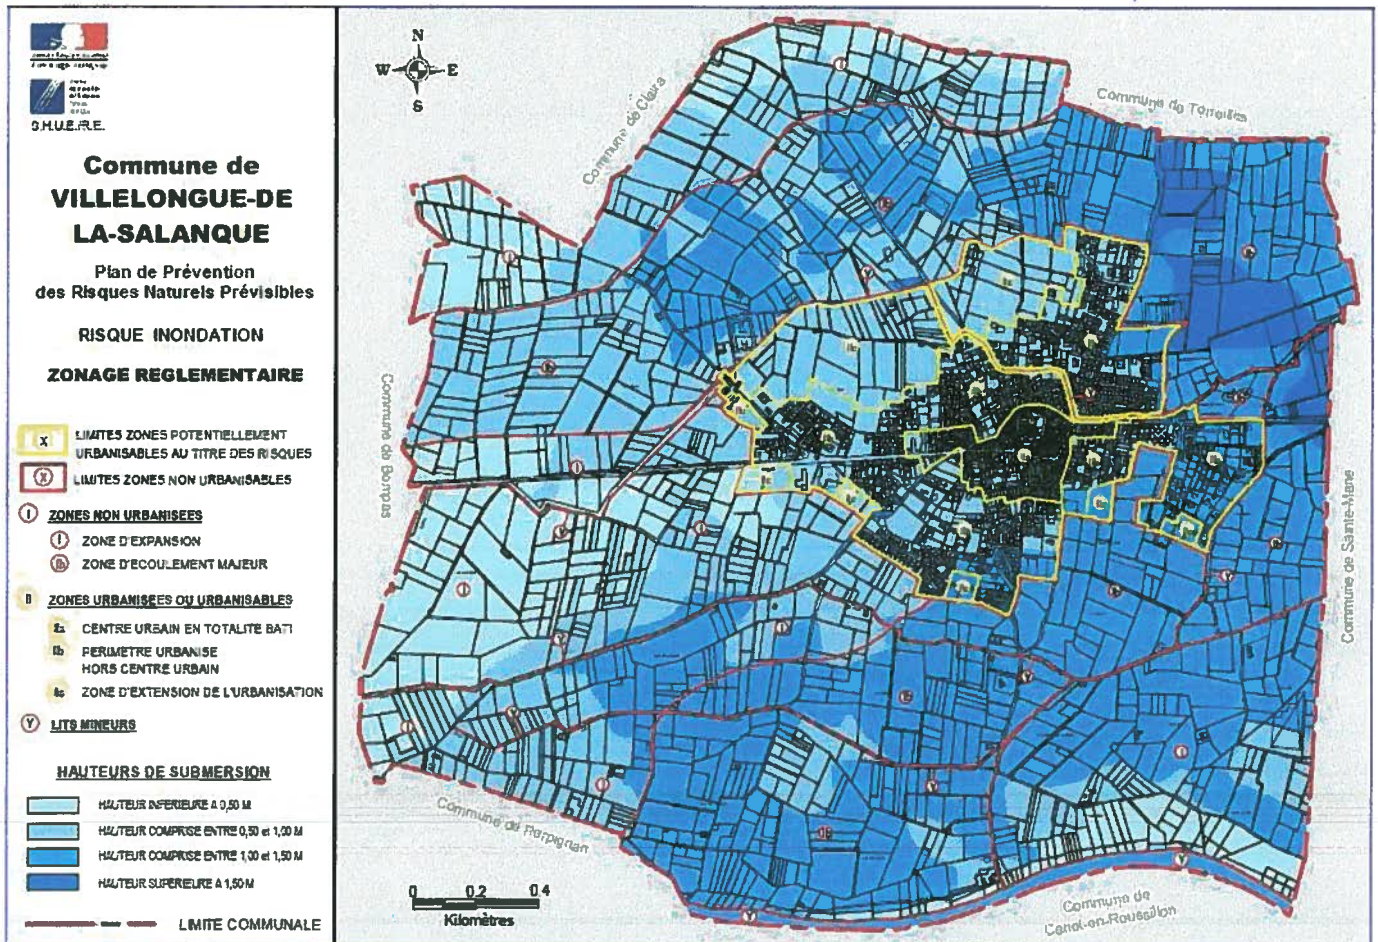 S.H.U.E./R.E.
Commune de
VILLELONGUE-DE
LA-SALANQUE
Plan de Prévention
des Risques Naturels Prévisibles
RISQUE INONDATION
ZONAGE REGLEMENTAIRE
X LIMITES ZONES POTENTIELLEMENT
URBANISABLES AU TITRE DES RISQUES
X LIMITES ZONES NON URBANISABLES
I ZONES NON URBANISEES
I ZONE D'EXPANSION
Ib ZONE D'ECOULEMENT MAJEUR
II ZONES URBANISEES OU URBANISABLES
IIa CENTRE URBAIN EN TOTALITE BATI
IIb PERIMETRE URBANISE
HORS CENTRE URBAIN
IIc ZONE D'EXTENSION DE L'URBANISATION
Y LITS MINEURS
HAUTEURS DE SUBMERSION
HAUTEUR INFERIEURE A 0,50 M
HAUTEUR COMPRISE ENTRE 0,50 et 1,00 M
HAUTEUR COMPRISE ENTRE 1,00 et 1,50 M
HAUTEUR SUPERIEURE A 1,50 M
LIMITE COMMUNALE
N
W E
S
Commune de Claira
Commune de Torreilles
Commune de Bompas
Commune de Sainte-Marie
Commune de Perpignan
Commune de
Canet-en-Roussillon
0 0.2 0.4
Kilomètres